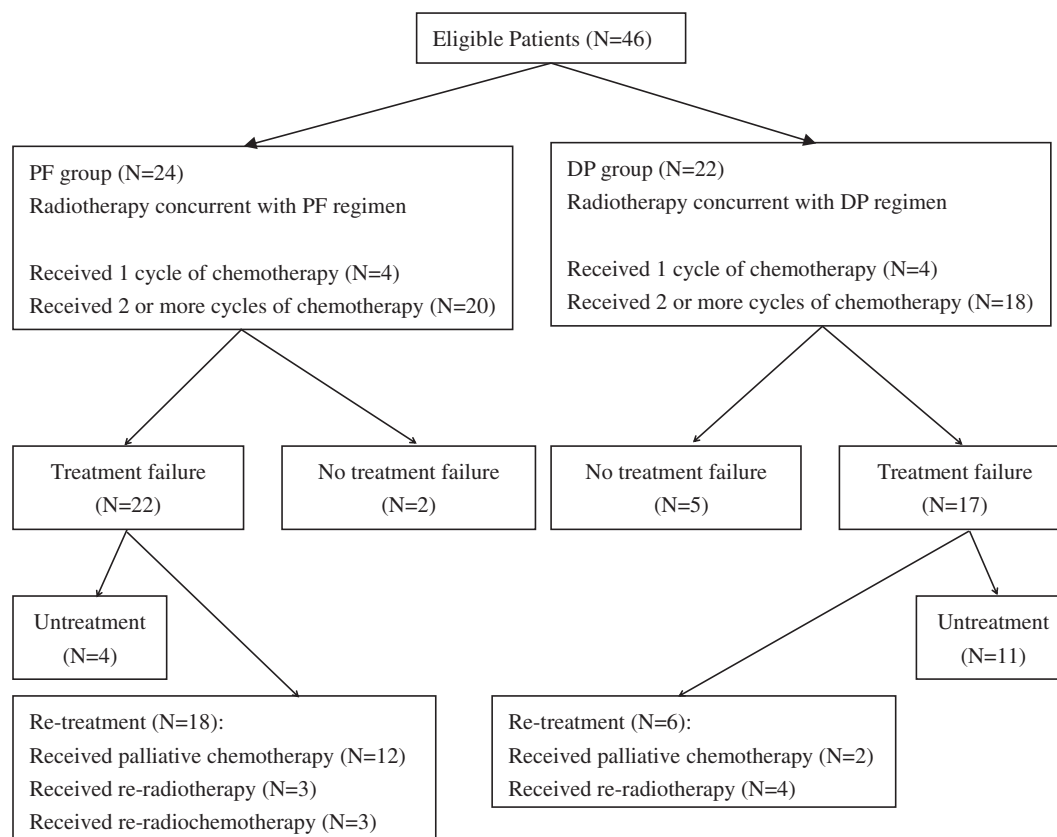 Eligible Patients (N=46)
PF group (N=24)
Radiotherapy concurrent with PF regimen
Received 1 cycle of chemotherapy (N=4)
Received 2 or more cycles of chemotherapy (N=20)
DP group (N=22)
Radiotherapy concurrent with DP regimen
Received 1 cycle of chemotherapy (N=4)
Received 2 or more cycles of chemotherapy (N=18)
Treatment failure
(N=22)
No treatment failure
(N=2)
No treatment failure
(N=5)
Treatment failure
(N=17)
Untreatment
(N=4)
Untreatment
(N=11)
Re-treatment (N=18):
Received palliative chemotherapy (N=12)
Received re-radiotherapy (N=3)
Received re-radiochemotherapy (N=3)
Re-treatment (N=6):
Received palliative chemotherapy (N=2)
Received re-radiotherapy (N=4)